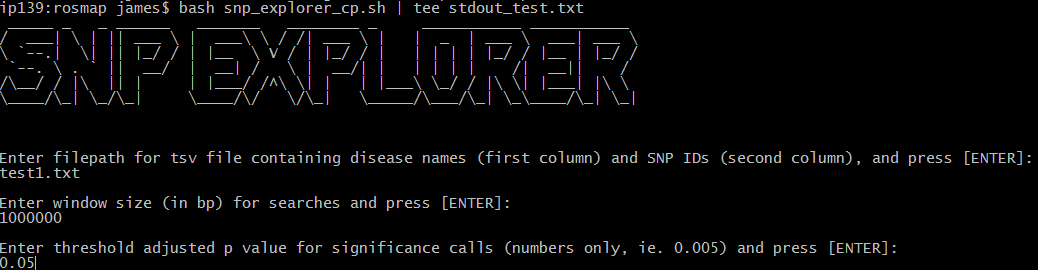 ip139:rosmap james$ bash snp_explorer_cp.sh | tee stdout_test.txt
SNP EXPLORER
Enter filepath for tsv file containing disease names (first column) and SNP IDs (second column), and press [ENTER]:
test1.txt
Enter window size (in bp) for searches and press [ENTER]:
1000000
Enter threshold adjusted p value for significance calls (numbers only, ie. 0.005) and press [ENTER]:
0.05